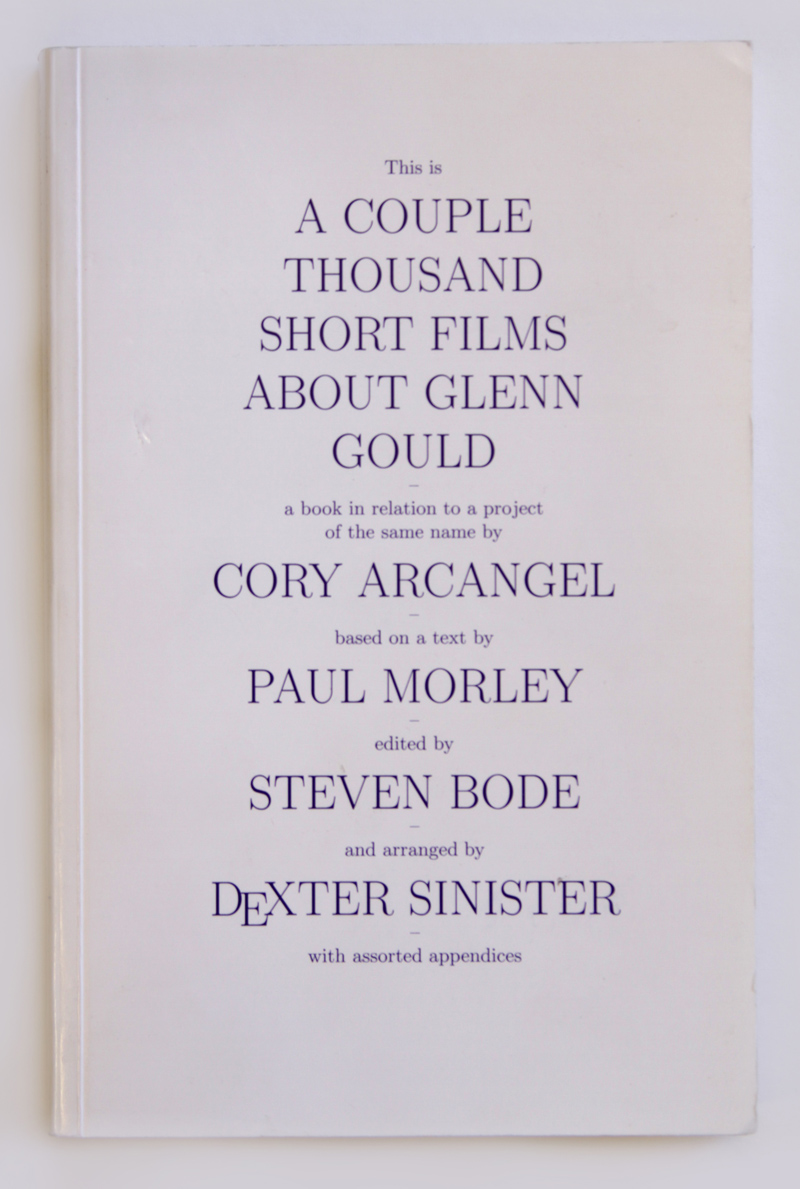 This is
A COUPLE
THOUSAND
SHORT FILMS
ABOUT GLENN
GOULD
–
a book in relation to a project
of the same name by
CORY ARCANGEL
–
based on a text by
PAUL MORLEY
–
edited by
STEVEN BODE
–
and arranged by
DEXTER SINISTER
–
with assorted appendices